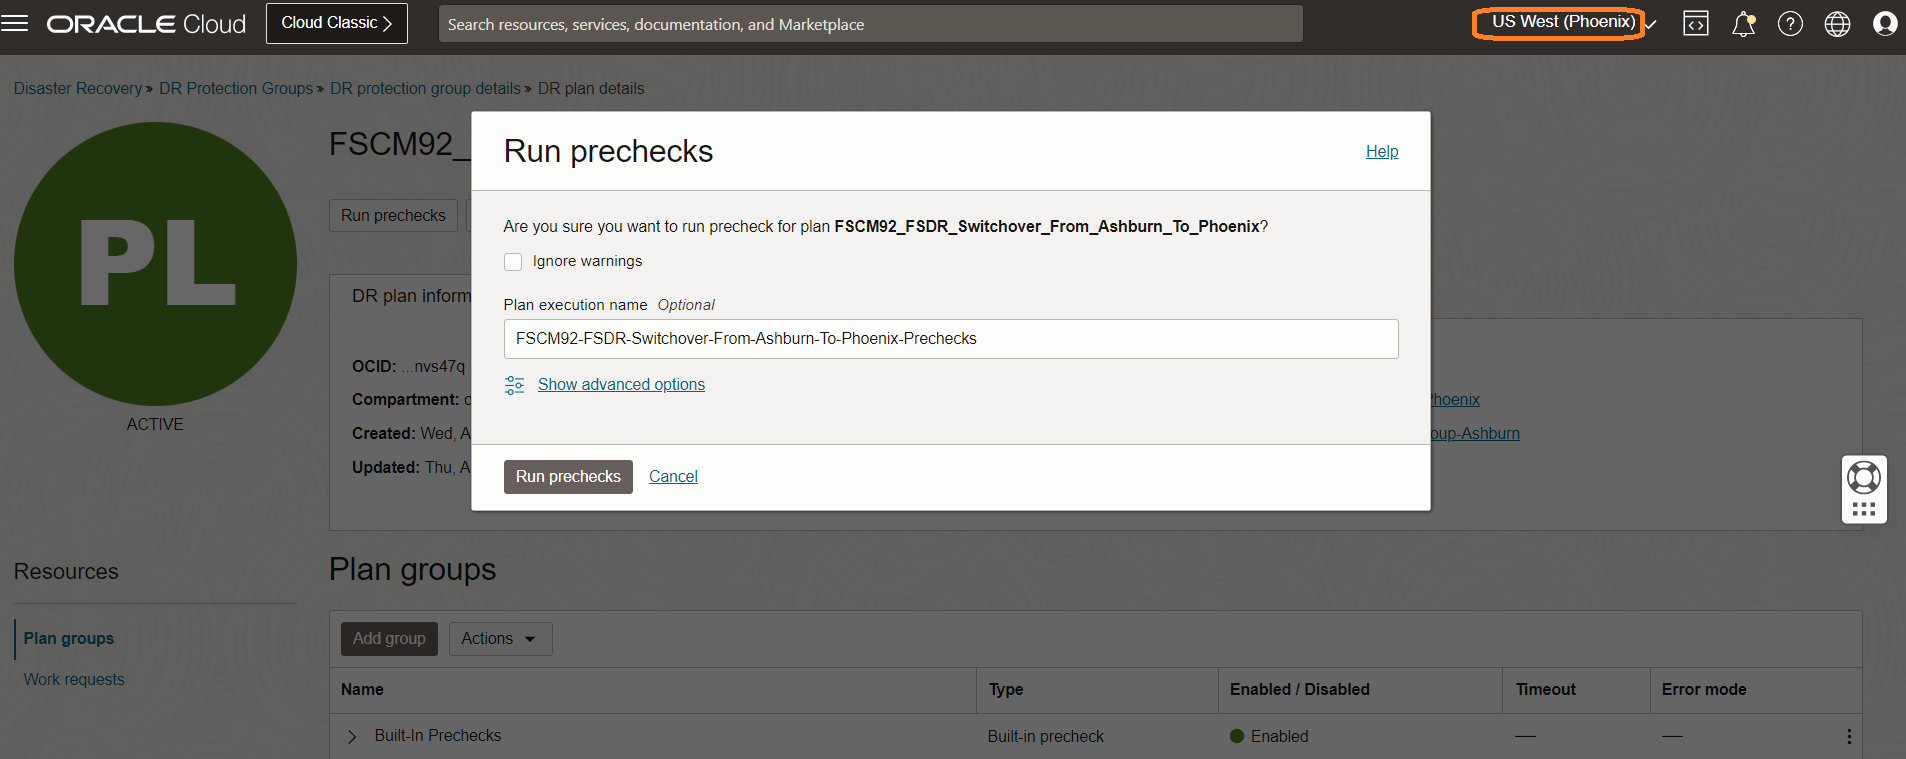 ORACLE Cloud
Cloud Classic
Search resources, services, documentation, and Marketplace
US West (Phoenix)
Disaster Recovery » DR Protection Groups » DR protection group details » DR plan details
PL
ACTIVE
FSCM92_
Run prechecks
DR plan inform
OCID: ...nvs47q
Compartment:
Created: Wed, A
Updated: Thu, A
Phoenix
oup-Ashburn
Run prechecks
Help
Are you sure you want to run precheck for plan FSCM92_FSDR_Switchover_From_Ashburn_To_Phoenix?
Ignore warnings
Plan execution name Optional
FSCM92-FSDR-Switchover-From-Ashburn-To-Phoenix-Prechecks
Show advanced options
Run prechecks
Cancel
Resources
Plan groups
Work requests
Plan groups
Add group
Actions
Name Type Enabled / Disabled Timeout Error mode
Built-In Prechecks Built-in precheck Enabled — —